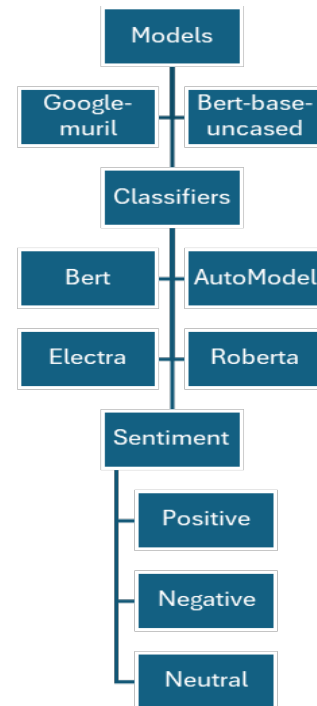 Models
Google-
muril
Bert-base-
uncased
Classifiers
Bert
AutoModel
Electra
Roberta
Sentiment
Positive
Negative
Neutral